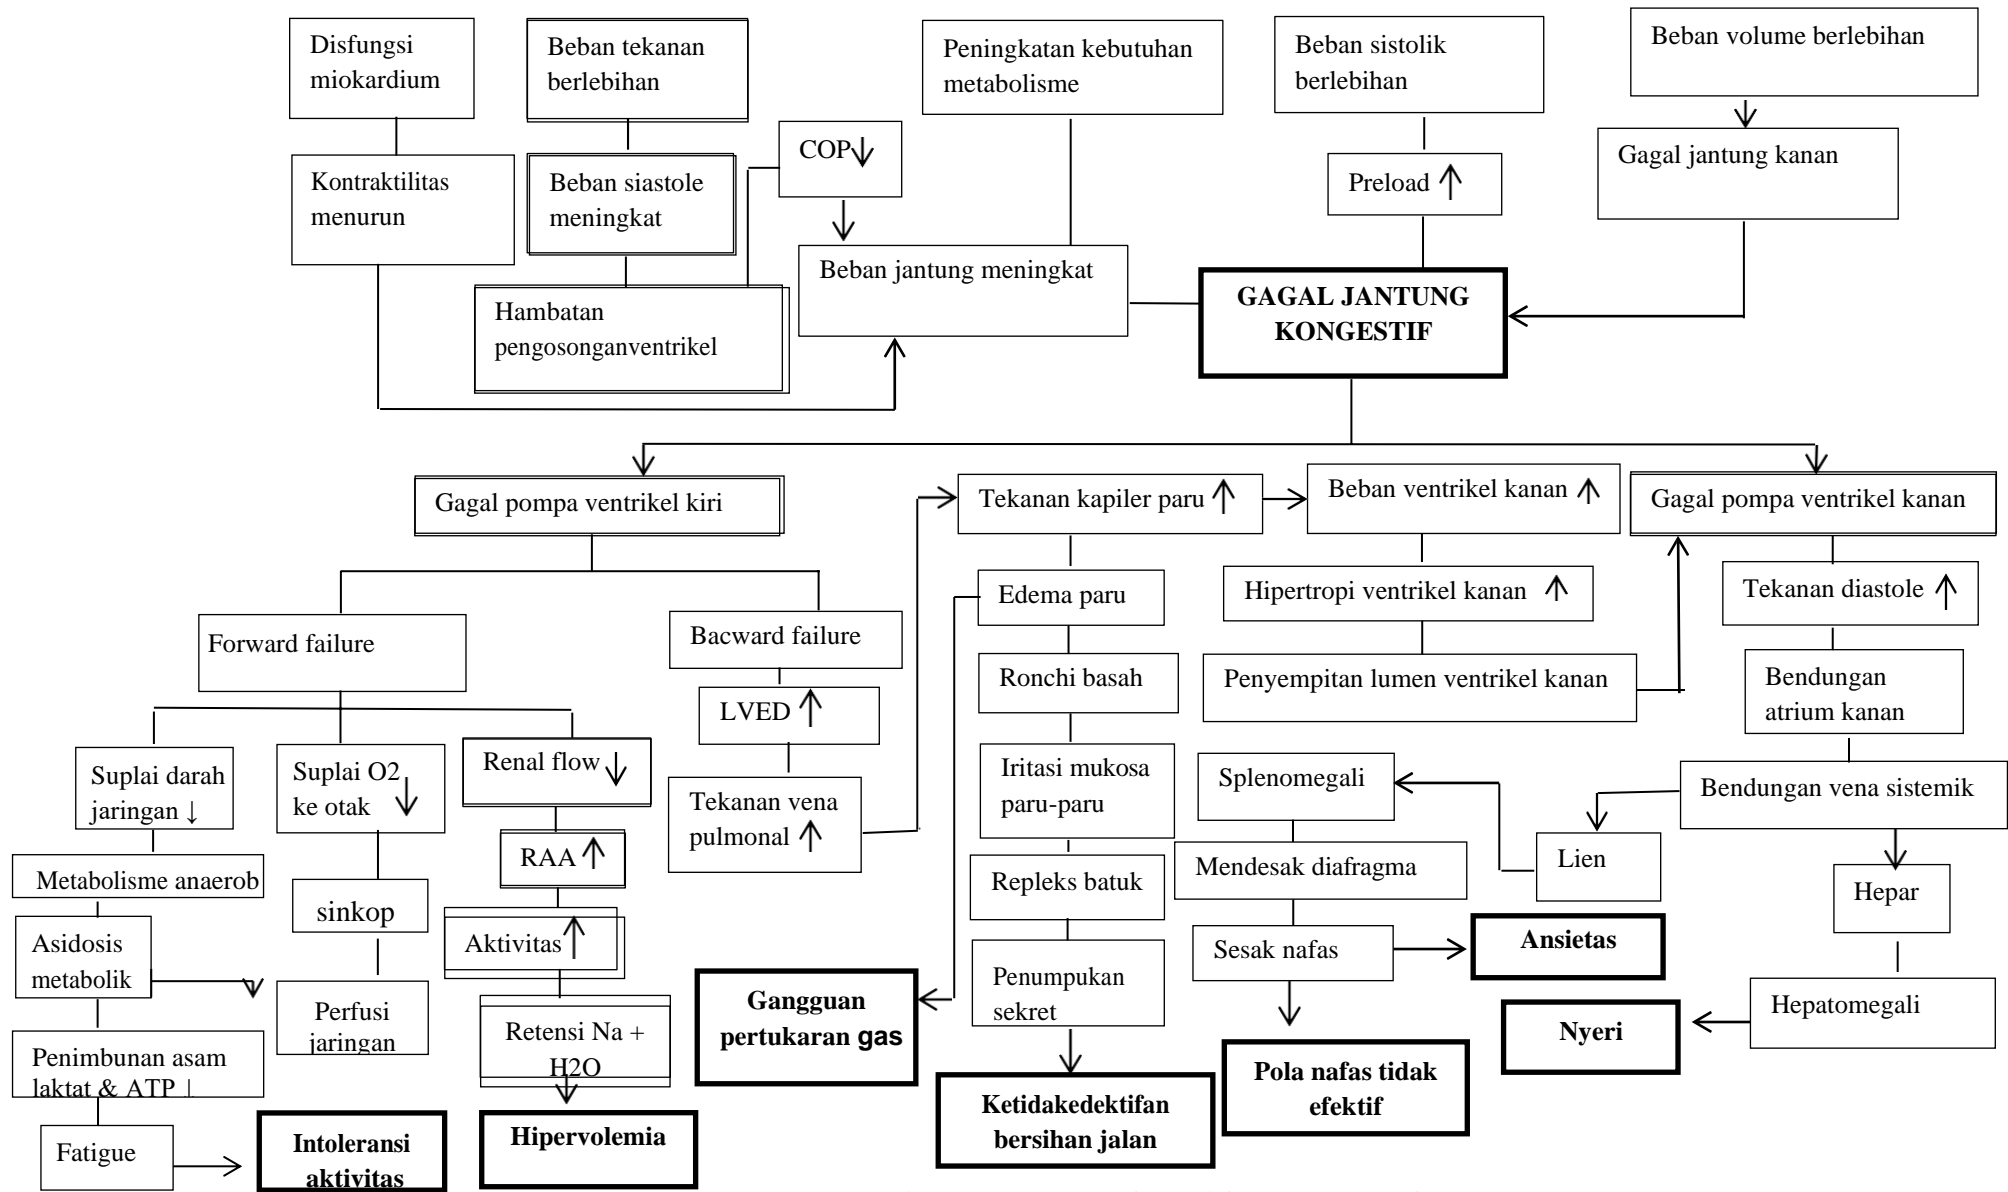 Disfungsi
miokardium
Beban tekanan
berlebihan
Peningkatan kebutuhan
metabolisme
Beban sistolik
berlebihan
Beban volume berlebihan
COP↓
Kontraktilitas
menurun
Beban siastole
meningkat
Preload ↑
Gagal jantung kanan
Beban jantung meningkat
Hambatan
pengosonganventrikel
GAGAL JANTUNG
KONGESTIF
Gagal pompa ventrikel kiri
Tekanan kapiler paru ↑
Beban ventrikel kanan ↑
Gagal pompa ventrikel kanan
Forward failure
Bacward failure
Edema paru
Hipertropi ventrikel kanan ↑
Tekanan diastole ↑
LVED ↑
Ronchi basah
Penyempitan lumen ventrikel kanan
Bendungan
atrium kanan
Suplai darah
jaringan ↓
Suplai O2
ke otak ↓
Renal flow ↓
Tekanan vena
pulmonal ↑
Iritasi mukosa
paru-paru
Splenomegali
Bendungan vena sistemik
Metabolisme anaerob
sinkop
RAA ↑
Repleks batuk
Mendesak diafragma
Lien
Hepar
Asidosis
metabolik
Aktivitas ↑
Penumpukan
sekret
Sesak nafas
Ansietas
Perfusi
jaringan
Retensi Na +
H2O
Gangguan
pertukaran gas
Hepatomegali
Nyeri
Penimbunan asam
laktat & ATP ↓
Ketidakedektifan
bersihan jalan
Pola nafas tidak
efektif
Fatigue
Intoleransi
aktivitas
Hipervolemia